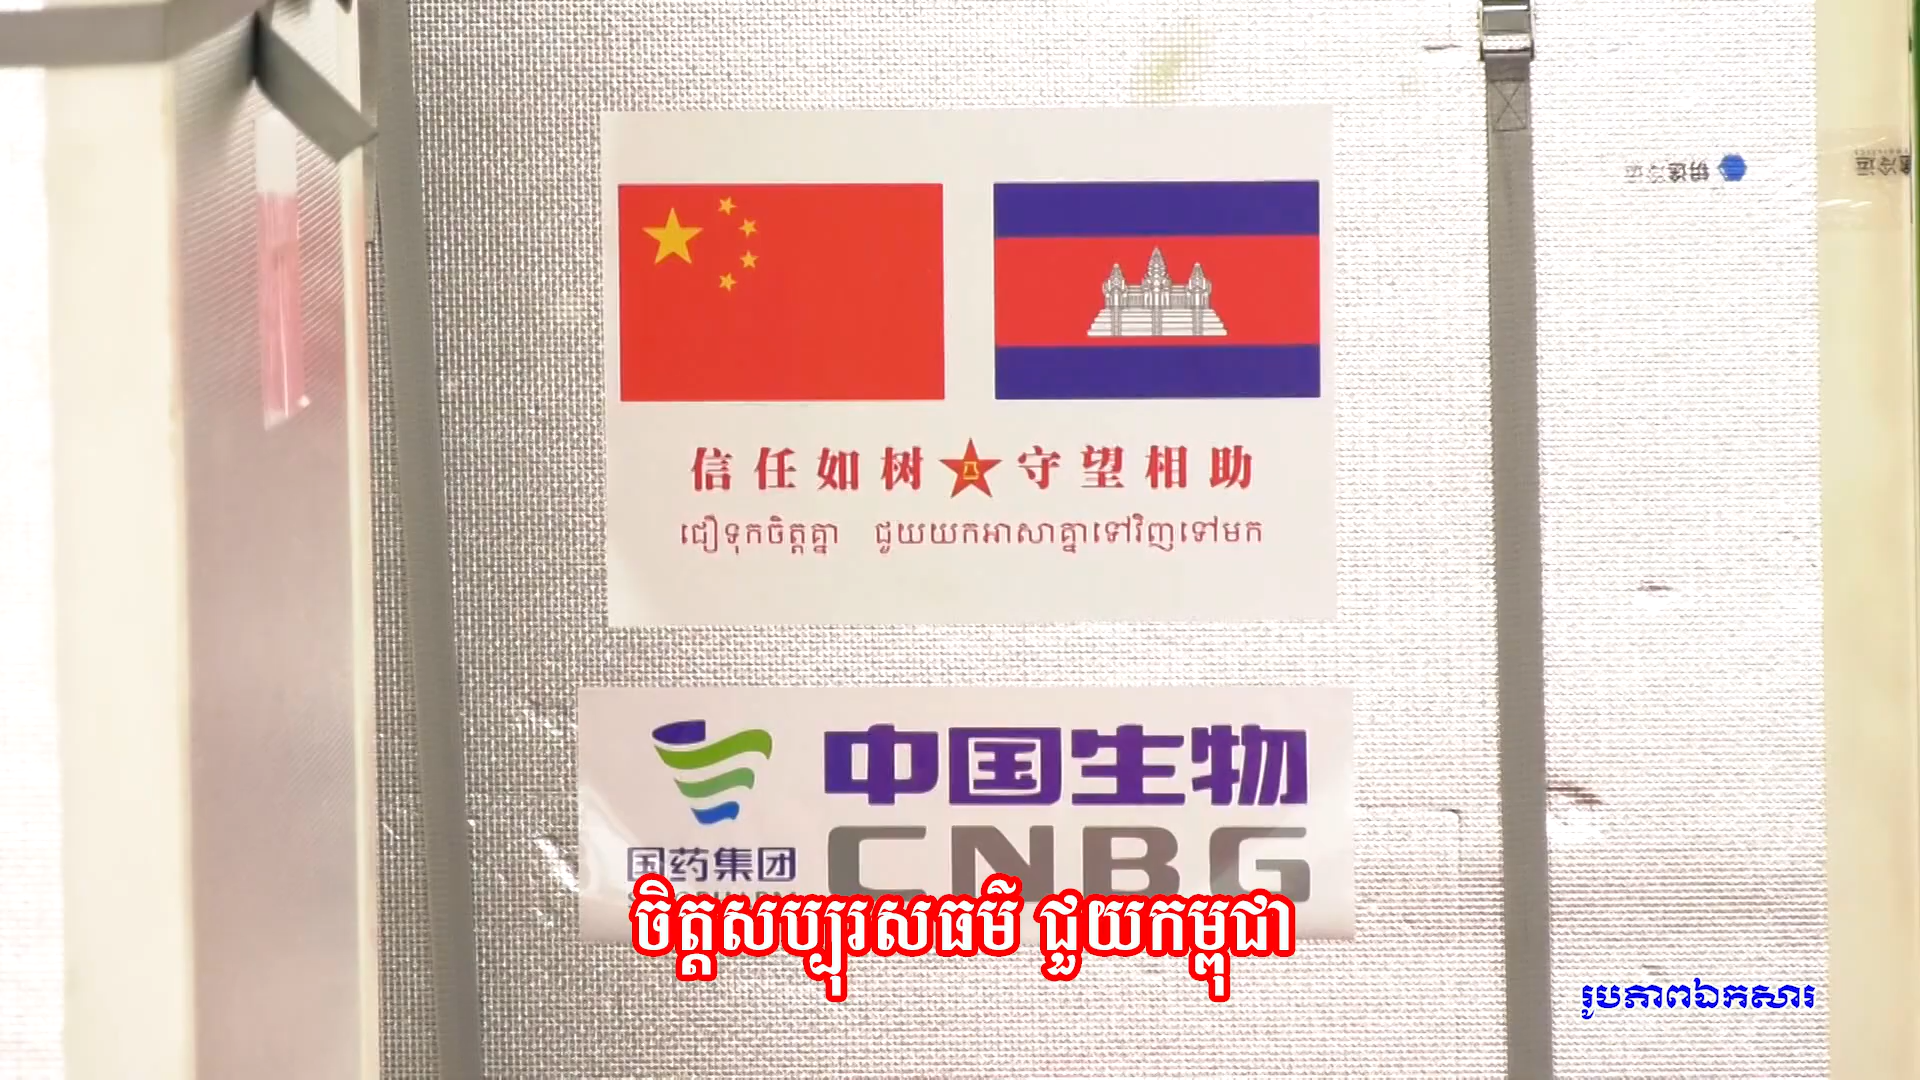 信任如树★守望相助
ជឿទុកចិត្តគ្នា ជួយយកអាសាគ្នាទៅវិញទៅមក
中国生物
国药集团
CNBG
ចិត្តសប្បុរសធម៌ ជួយកម្ពុជា
រូបភាពឯកសារ